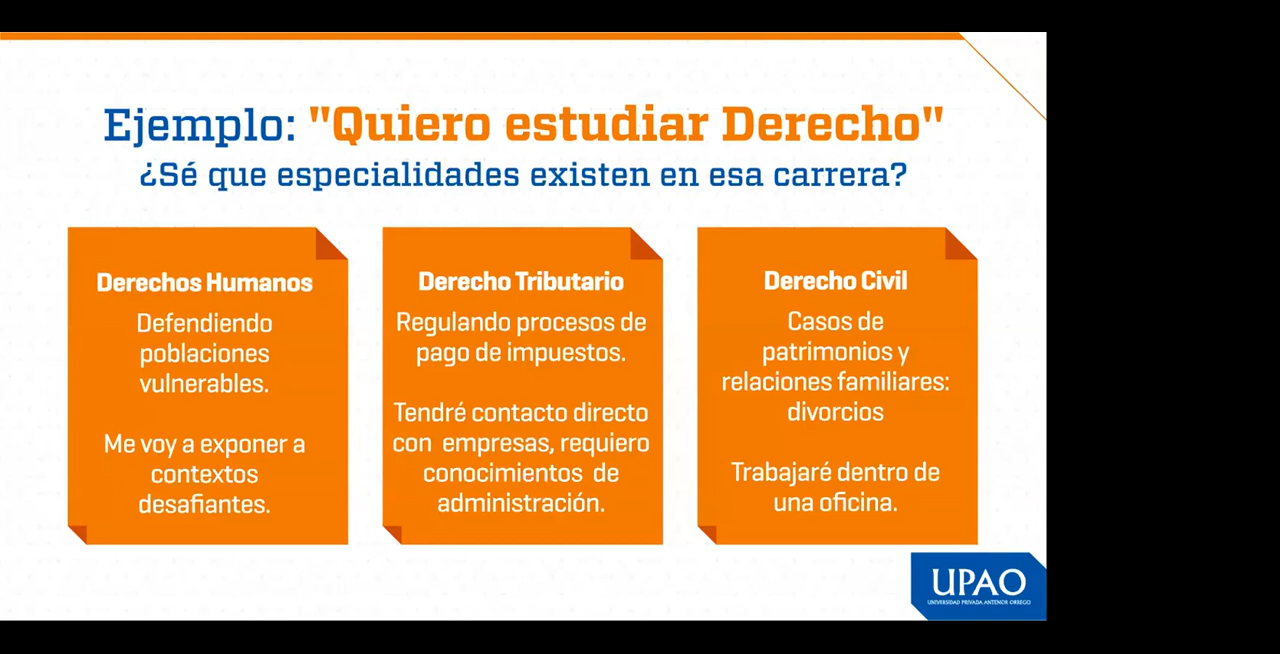 Ejemplo: "Quiero estudiar Derecho"
¿Sé que especialidades existen en esa carrera?
Derechos Humanos
Defendiendo
poblaciones
vulnerables.
Me voy a exponer a
contextos
desafiantes.
Derecho Tributario
Regulando procesos de
pago de impuestos.
Tendré contacto directo
con empresas, requiero
conocimientos de
administración.
Derecho Civil
Casos de
patrimonios y
relaciones familiares:
divorcios
Trabajaré dentro de
una oficina.
UPAO
UNIVERSIDAD PRIVADA ANTENOR ORREGO